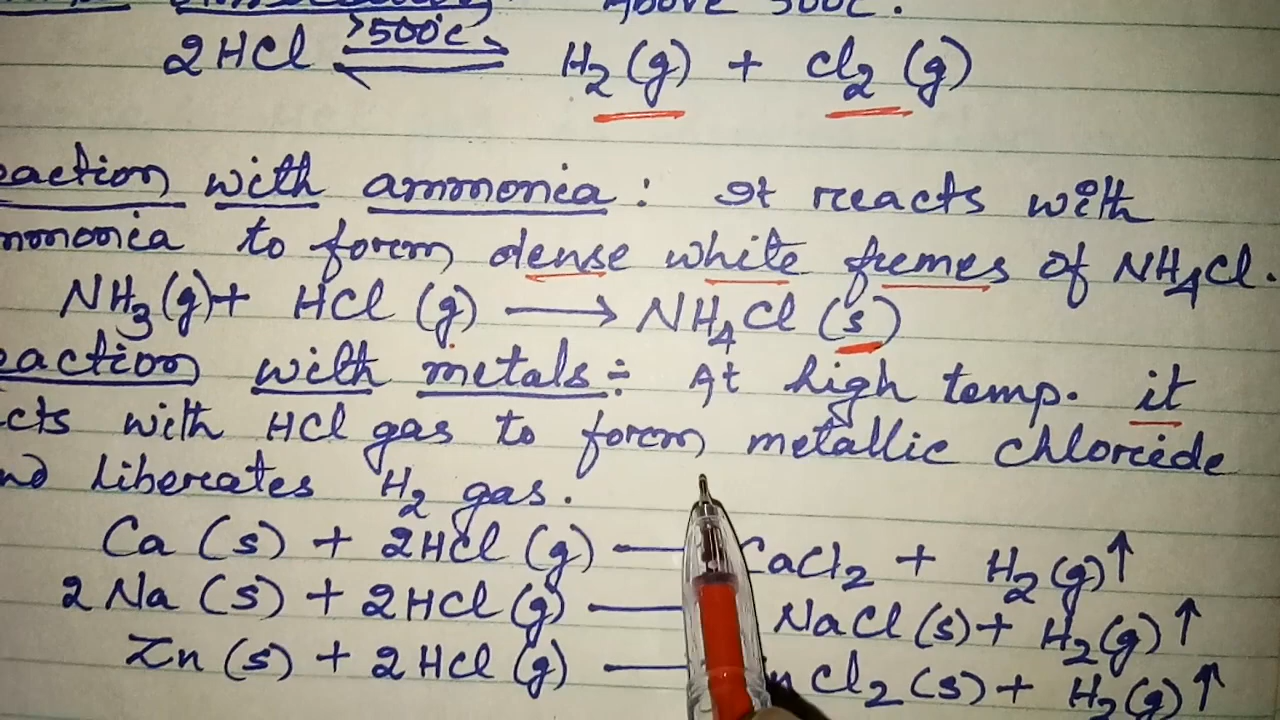 Above 500c.
2HCl >500°c. ⇌ H₂(g) + Cl₂(g)
eaction with ammonia: It reacts with
mmonia to form dense white fumes of NH₄Cl.
NH₃(g)+ HCl (g) ⟶ NH₄Cl (s)
eaction with metals:- At high temp. it
cts with HCl gas to form metallic chloride
nd liberates H₂ gas.
Ca (s) + 2HCl (g) — CaCl₂ + H₂(g)↑
2Na (s) + 2HCl (g) — NaCl (s)+ H₂(g)↑
Zn (s) + 2HCl (g) — nCl₂(s)+ H₂(g)↑